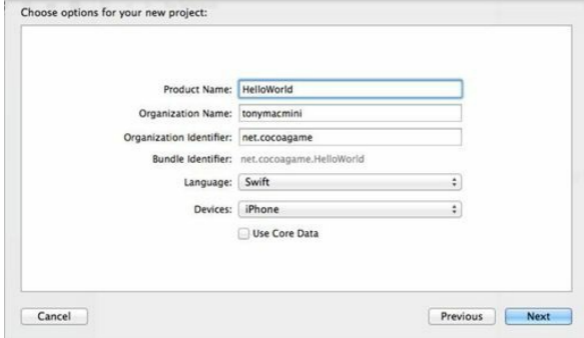 Choose options for your new project:
Product Name: HelloWorld
Organization Name: tonymacmini
Organization Identifier: net.cocoagame
Bundle Identifier: net.cocoagame.HelloWorld
Language: Swift
Devices: iPhone
Use Core Data
Cancel Previous Next